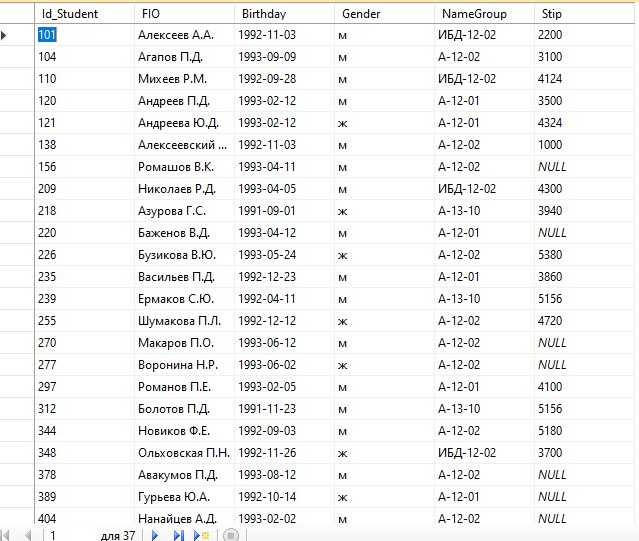 Id_Student FIO Birthday Gender NameGroup Stip
101 Алексеев А.А. 1992-11-03 м ИБД-12-02 2200
104 Агапов П.Д. 1993-09-09 м А-12-02 3100
110 Михеев Р.М. 1992-09-28 м ИБД-12-02 4124
120 Андреев П.Д. 1993-02-12 м А-12-01 3500
121 Андреева Ю.Д. 1993-02-12 ж А-12-01 4324
138 Алексеевский ... 1992-11-03 м А-12-02 1000
156 Ромашов В.К. 1993-04-11 м А-12-02 NULL
209 Николаев Р.Д. 1993-04-05 м ИБД-12-02 4300
218 Азурова Г.С. 1991-09-01 ж А-13-10 3940
220 Баженов В.Д. 1993-04-12 м А-12-01 NULL
226 Бузикова В.Ю. 1993-05-24 ж А-12-02 5380
235 Васильев П.Д. 1992-12-23 м А-12-01 3860
239 Ермаков С.Ю. 1992-04-11 м А-13-10 5156
255 Шумакова П.Л. 1992-12-12 ж А-12-02 4720
270 Макаров П.О. 1993-06-12 м А-12-02 NULL
277 Воронина Н.Р. 1993-06-02 ж А-12-02 NULL
297 Романов П.Е. 1993-02-05 м А-12-01 4100
312 Болотов П.Д. 1991-11-23 м А-13-10 5156
344 Новиков Ф.Е. 1992-09-03 м А-12-02 5180
348 Ольховская П.Н. 1992-11-26 ж ИБД-12-02 3700
378 Авакумов П.Д. 1993-08-12 м А-12-02 NULL
389 Гурьева Ю.А. 1992-10-14 ж А-12-01 NULL
404 Нанайцев А.Д. 1993-02-02 м А-12-02 NULL
1 для 37